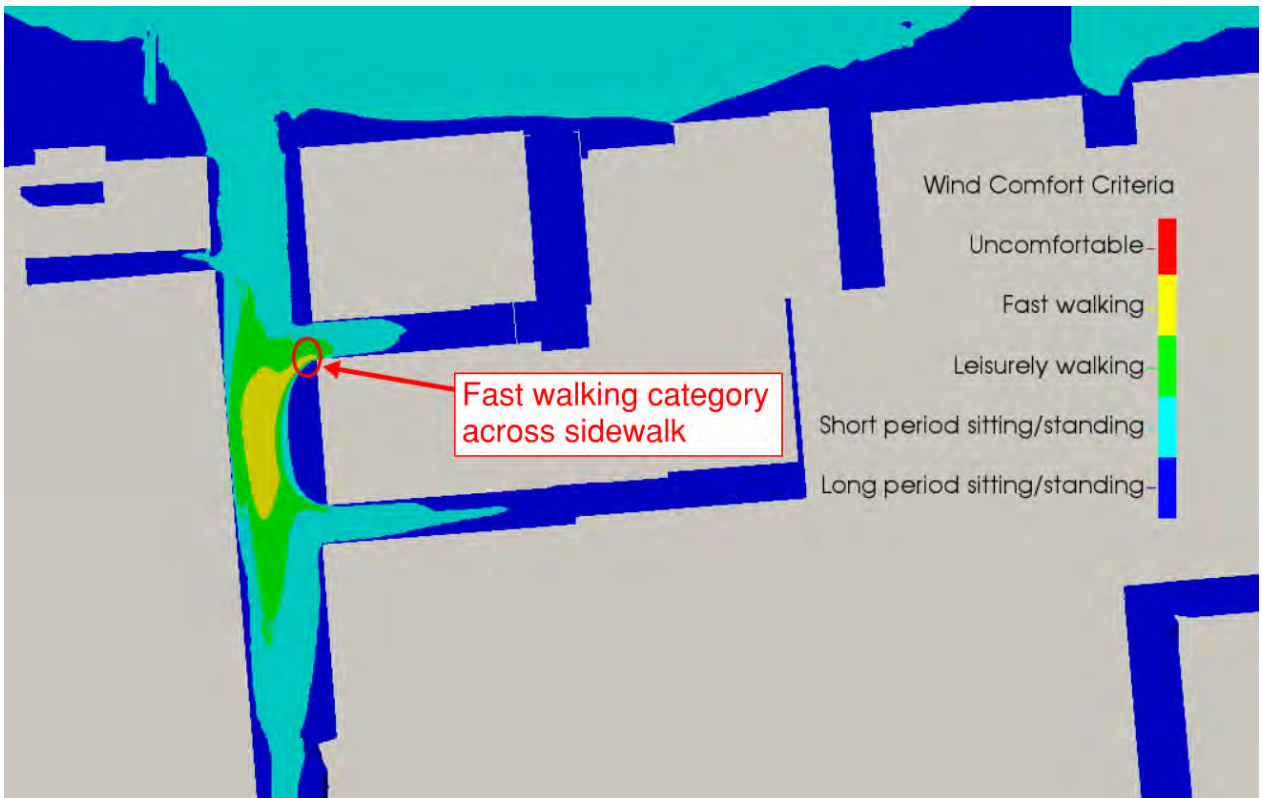 Wind Comfort Criteria
Uncomfortable
Fast walking
Leisurely walking
Fast walking category
across sidewalk
Short period sitting/standing
Long period sitting/standing